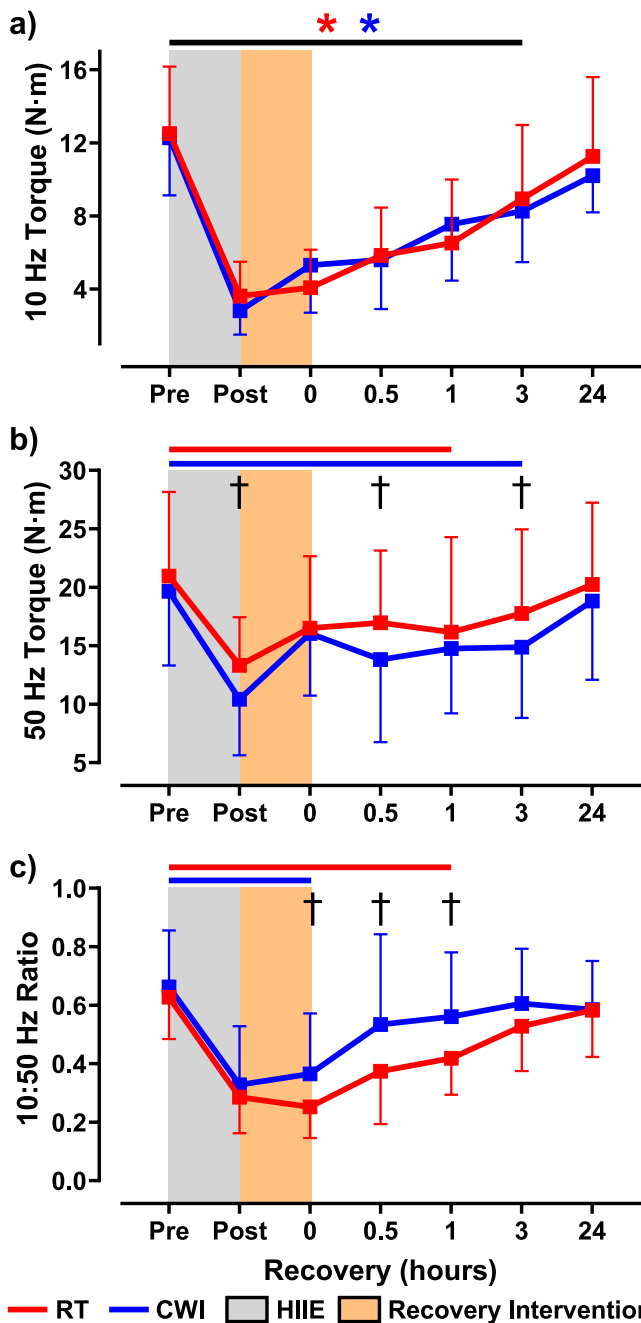 a)
* *
10 Hz Torque (N·m)
16
12
8
4
Pre Post 0 0.5 1 3 24
b)
50 Hz Torque (N·m)
30
25
20
15
10
5
† † †
Pre Post 0 0.5 1 3 24
c)
10:50 Hz Ratio
1.0
0.8
0.6
0.4
0.2
0.0
† † †
Pre Post 0 0.5 1 3 24
Recovery (hours)
RT CWI HIIE Recovery Intervention